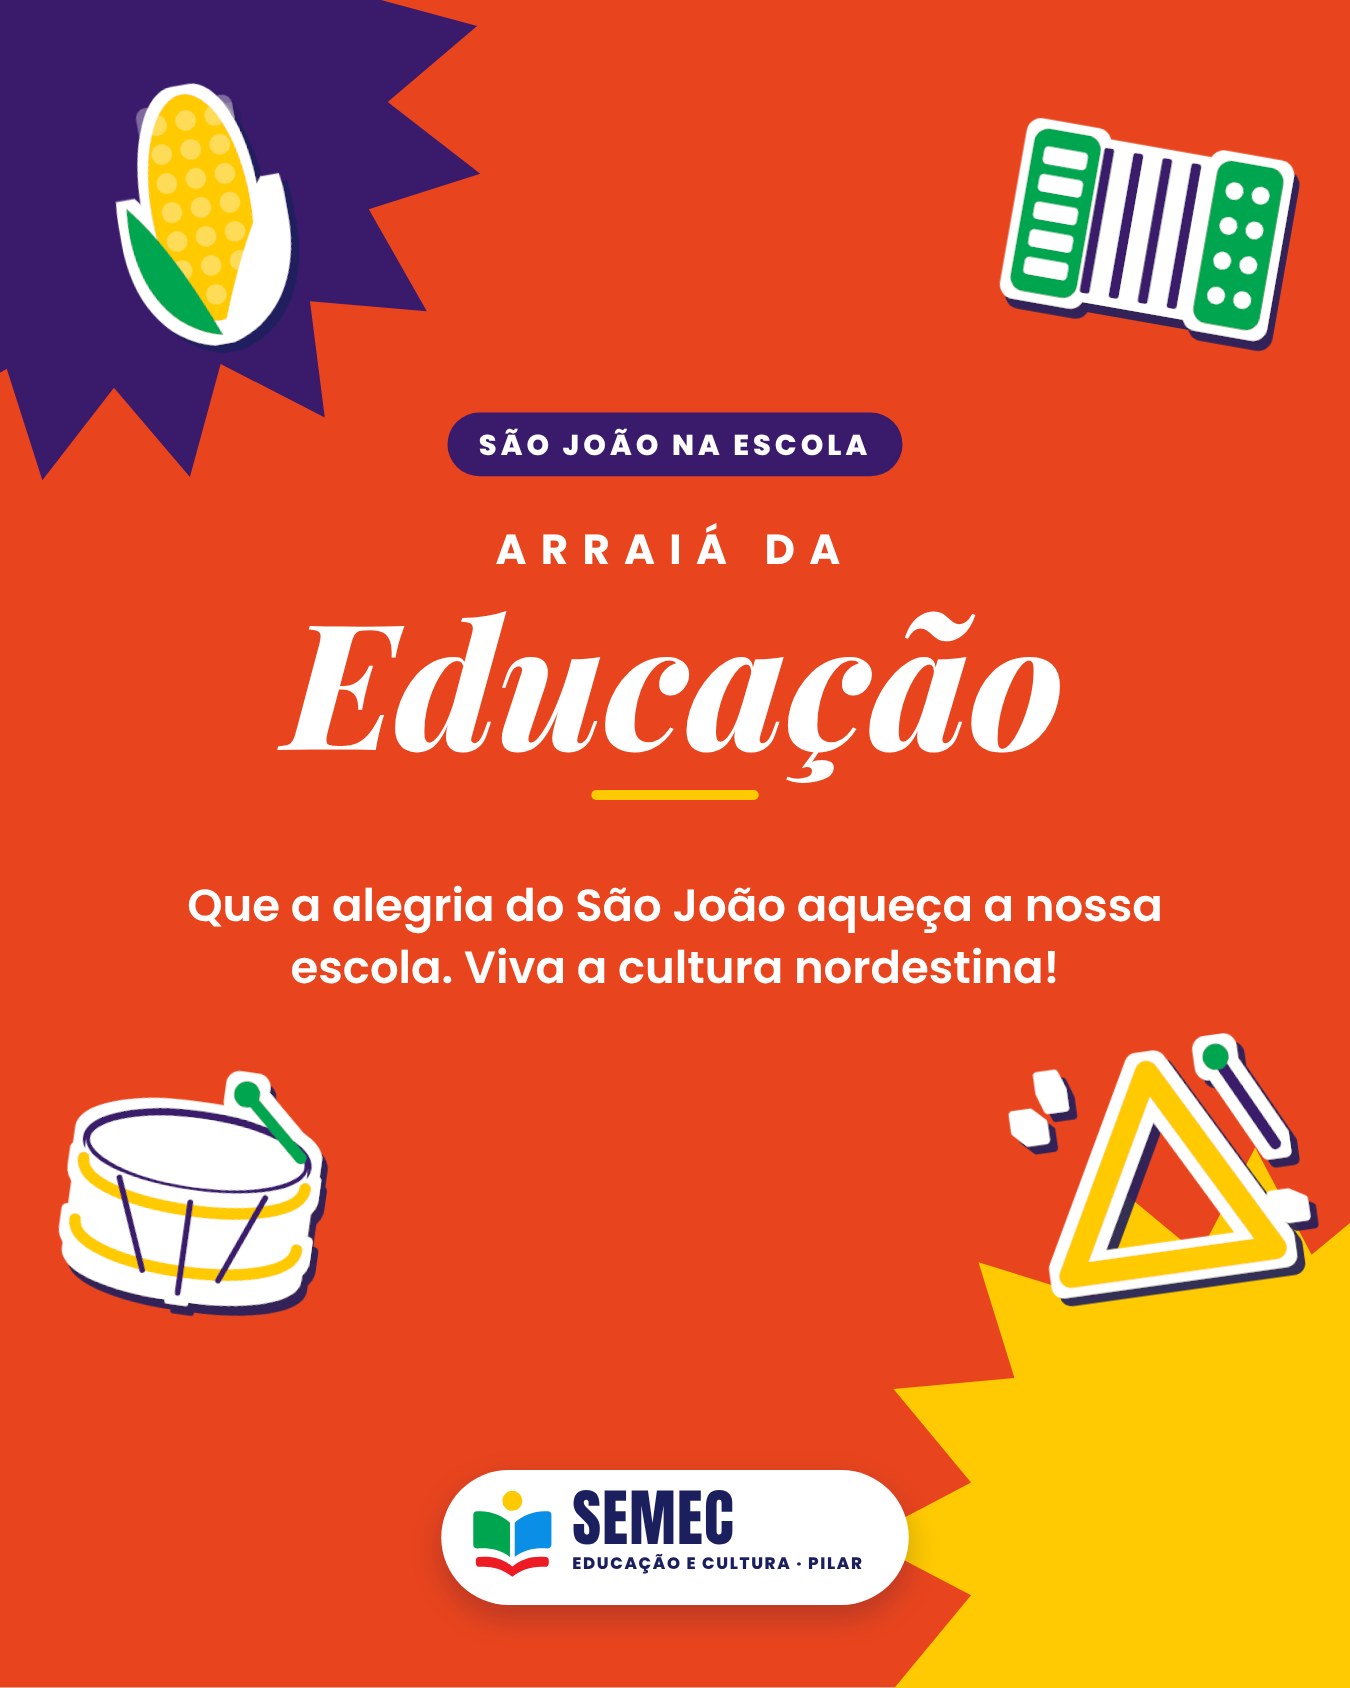 SÃO JOÃO NA ESCOLA
ARRAIÁ DA
Educação
Que a alegria do São João aqueça a nossa
escola. Viva a cultura nordestina!
SEMEC
EDUCAÇÃO E CULTURA · PILAR